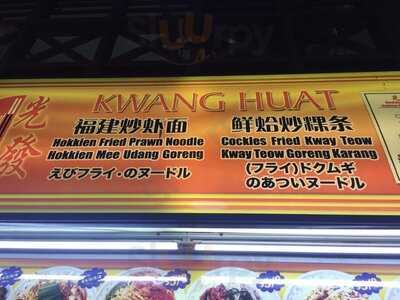 KWANG HUAT
光
發
福建炒虾面
Hokkien Fried Prawn Noodle
Hokkien Mee Udang Goreng
えびフライ・のヌードル
鮮蛤炒粿条
Cockles Fried Kway Teow
Kway Teow Goreng Karang
(フライ)ドクムギ
のあついヌードル